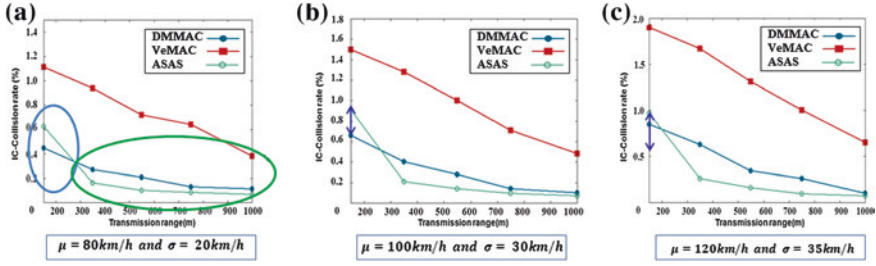 (a)
IC-Collision rate (%)
1.4
1.2
1.0
0.8
0.6
0.4
0.2
0
DMMAC
VeMAC
ASAS
100 200 300 400 500 600 700 800 900 1000
Transmission range(m)
μ = 80km/h and σ = 20km/h
(b)
IC-Collision rate (%)
1.8
1.6
1.4
1.2
1.0
0.8
0.6
0.4
0.2
0
DMMAC
VeMAC
ASAS
200 300 400 500 600 700 800 900 1000
Transmission range(m)
μ = 100km/h and σ = 30km/h
(c)
IC-Collision rate (%)
2.0
1.5
1.0
0.5
0
DMMAC
VeMAC
ASAS
200 300 400 500 600 700 800 900 1000
Transmission range(m)
μ = 120km/h and σ = 35km/h